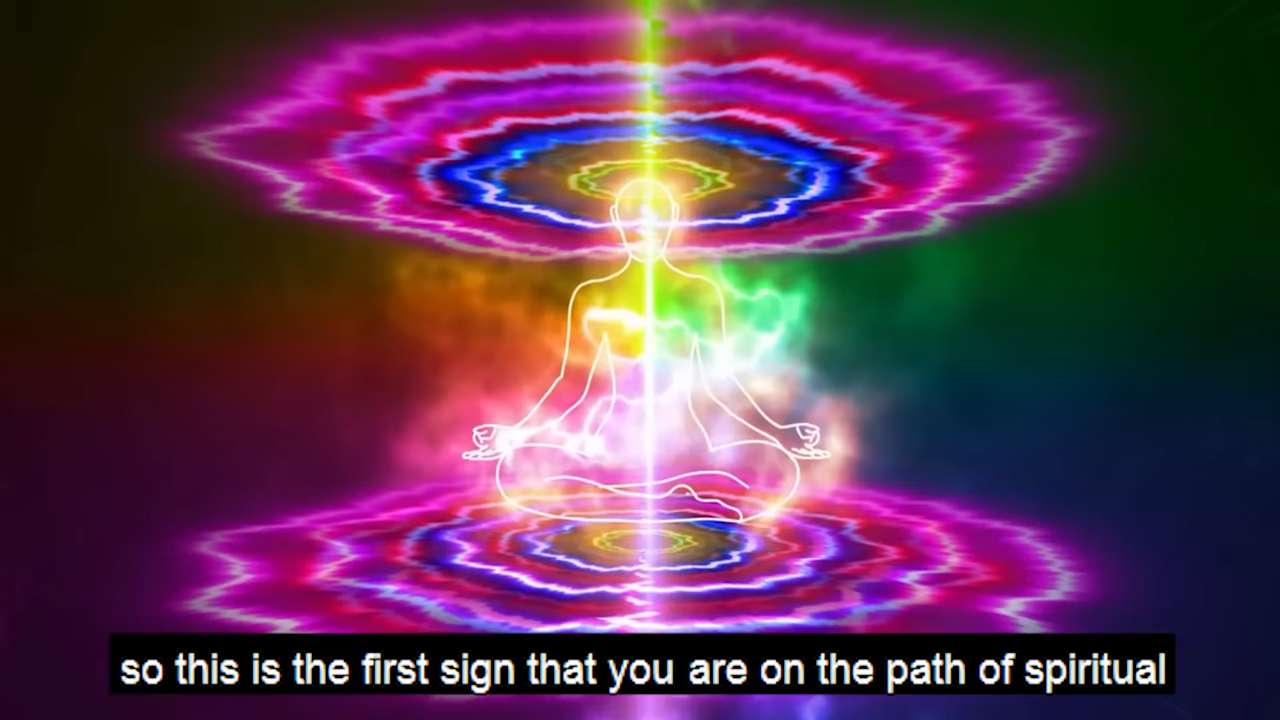 so this is the first sign that you are on the path of spiritual